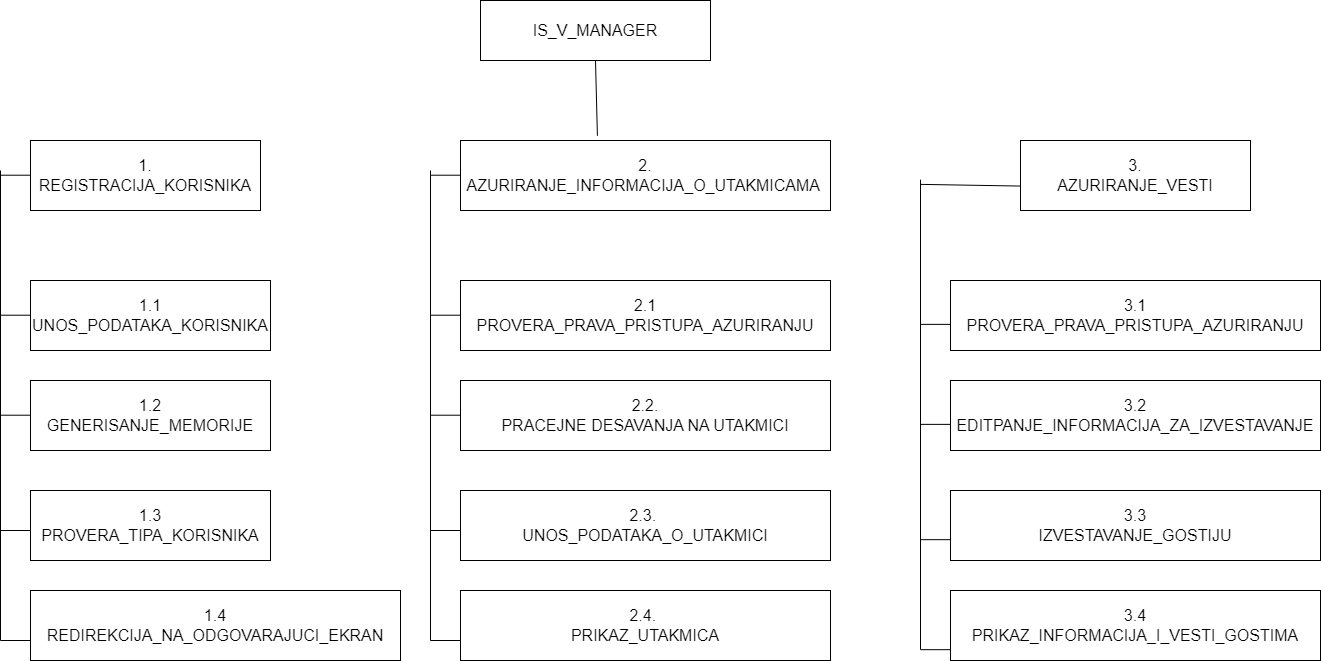 IS_V_MANAGER
1.
REGISTRACIJA_KORISNIKA
2.
AZURIRANJE_INFORMACIJA_O_UTAKMICAMA
3.
AZURIRANJE_VESTI
1.1
UNOS_PODATAKA_KORISNIKA
2.1
PROVERA_PRAVA_PRISTUPA_AZURIRANJU
3.1
PROVERA_PRAVA_PRISTUPA_AZURIRANJU
1.2
GENERISANJE_MEMORIJE
2.2.
PRACEJNE DESAVANJA NA UTAKMICI
3.2
EDITPANJE_INFORMACIJA_ZA_IZVESTAVANJE
1.3
PROVERA_TIPA_KORISNIKA
2.3.
UNOS_PODATAKA_O_UTAKMICI
3.3
IZVESTAVANJE_GOSTIJU
1.4
REDIREKCIJA_NA_ODGOVARAJUCI_EKRAN
2.4.
PRIKAZ_UTAKMICA
3.4
PRIKAZ_INFORMACIJA_I_VESTI_GOSTIMA